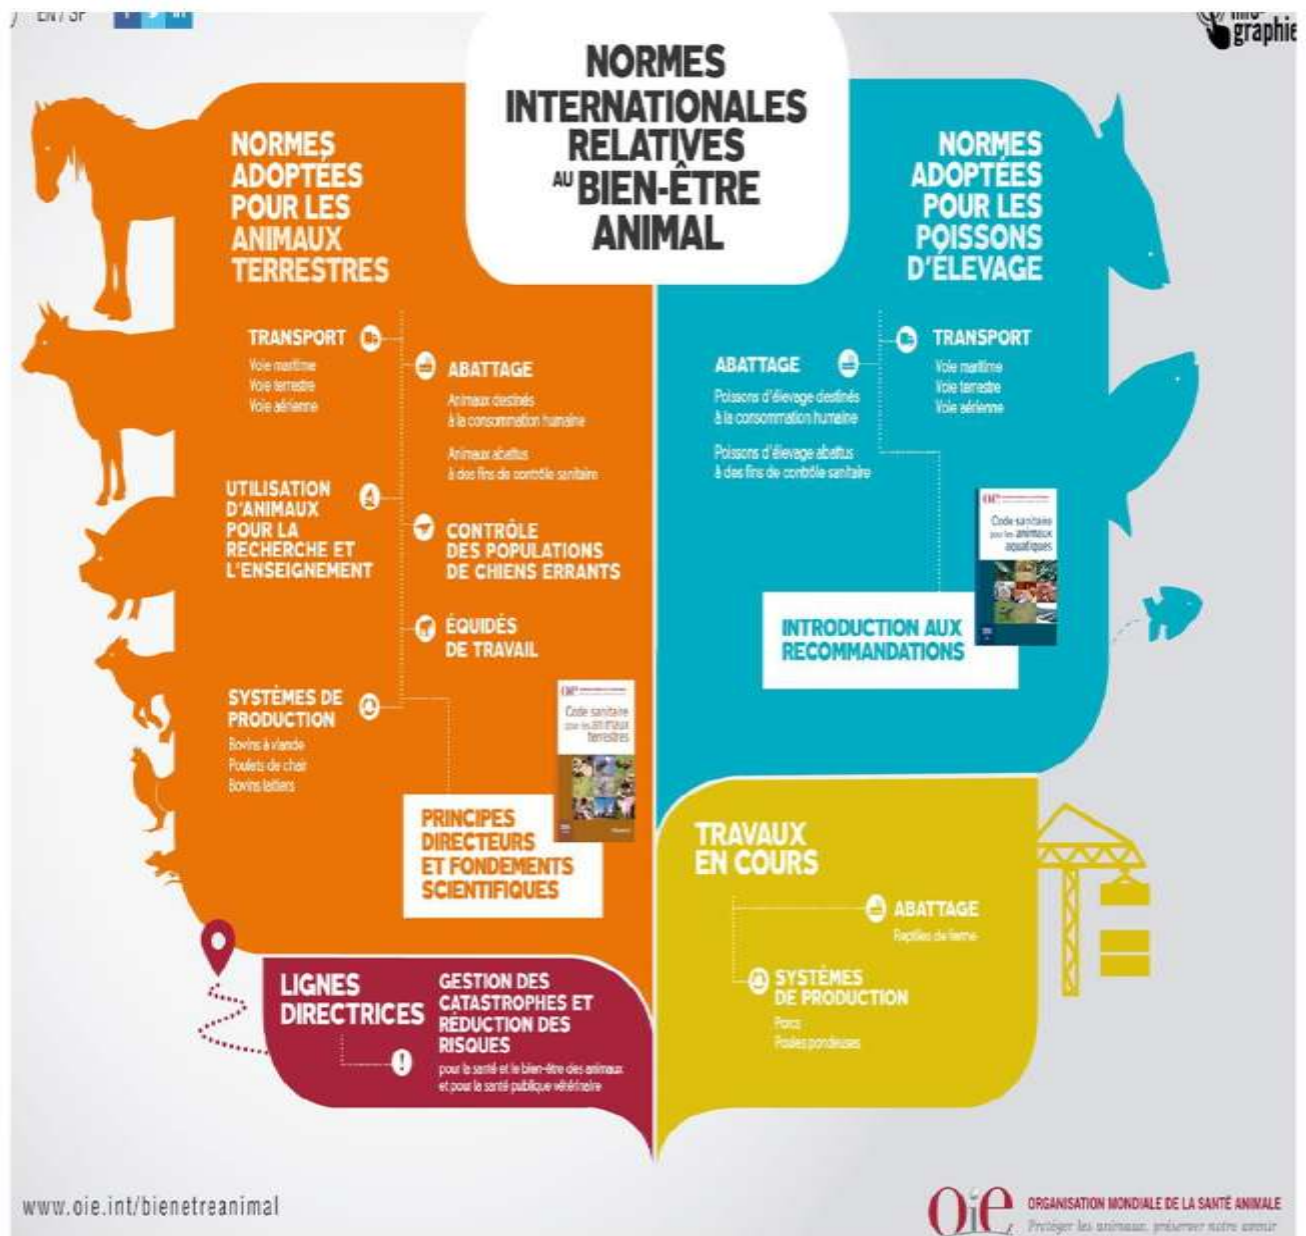 EN / SP
graphie
NORMES
INTERNATIONALES
RELATIVES
AU BIEN-ÊTRE
ANIMAL
NORMES
ADOPTÉES
POUR LES
ANIMAUX
TERRESTRES
TRANSPORT
Voie maritime
Voie terrestre
Voie aérienne
ABATTAGE
Animaux destinés
à la consommation humaine
Animaux abattus
à des fins de contrôle sanitaire
UTILISATION
D'ANIMAUX
POUR LA
RECHERCHE ET
L'ENSEIGNEMENT
CONTRÔLE
DES POPULATIONS
DE CHIENS ERRANTS
ÉQUIDÉS
DE TRAVAIL
SYSTÈMES DE
PRODUCTION
Bovins à viande
Poulets de chair
Bovins laitiers
Oie
Code sanitaire
pour les animaux
terrestres
PRINCIPES
DIRECTEURS
ET FONDEMENTS
SCIENTIFIQUES
NORMES
ADOPTÉES
POUR LES
POISSONS
D'ÉLEVAGE
ABATTAGE
Poissons d'élevage destinés
à la consommation humaine
Poissons d'élevage abattus
à des fins de contrôle sanitaire
TRANSPORT
Voie maritime
Voie terrestre
Voie aérienne
Oie
Code sanitaire
pour les animaux
aquatiques
INTRODUCTION AUX
RECOMMANDATIONS
LIGNES
DIRECTRICES
GESTION DES
CATASTROPHES ET
RÉDUCTION DES
RISQUES
pour la santé et le bien-être des animaux
et pour la santé publique vétérinaire
TRAVAUX
EN COURS
ABATTAGE
Reptiles de ferme
SYSTÈMES
DE PRODUCTION
Porcs
Poules pondeuses
www.oie.int/bienetreanimal
Oie
ORGANISATION MONDIALE DE LA SANTÉ ANIMALE
Protéger les animaux, préserver notre avenir